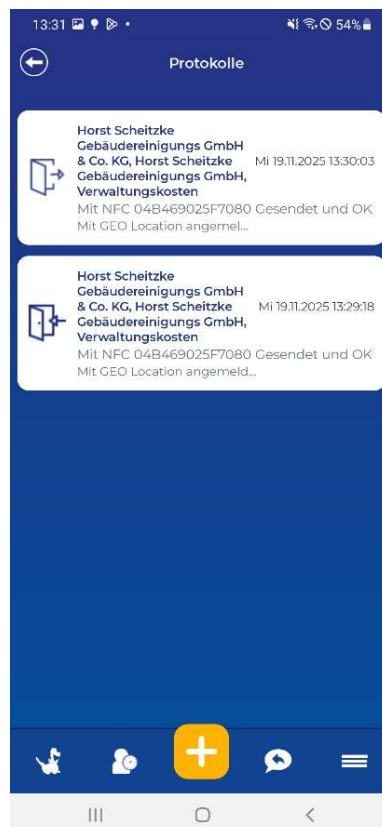 13:31
54%
Protokolle
Horst Scheitzke
Gebäudereinigungs GmbH
& Co. KG, Horst Scheitzke
Gebäudereinigungs GmbH,
Verwaltungskosten
Mi 19.11.2025 13:30:03
Mit NFC 04B469025F7080 Gesendet und OK
Mit GEO Location angemel...
Horst Scheitzke
Gebäudereinigungs GmbH
& Co. KG, Horst Scheitzke
Gebäudereinigungs GmbH,
Verwaltungskosten
Mi 19.11.2025 13:29:18
Mit NFC 04B469025F7080 Gesendet und OK
Mit GEO Location angemeld...